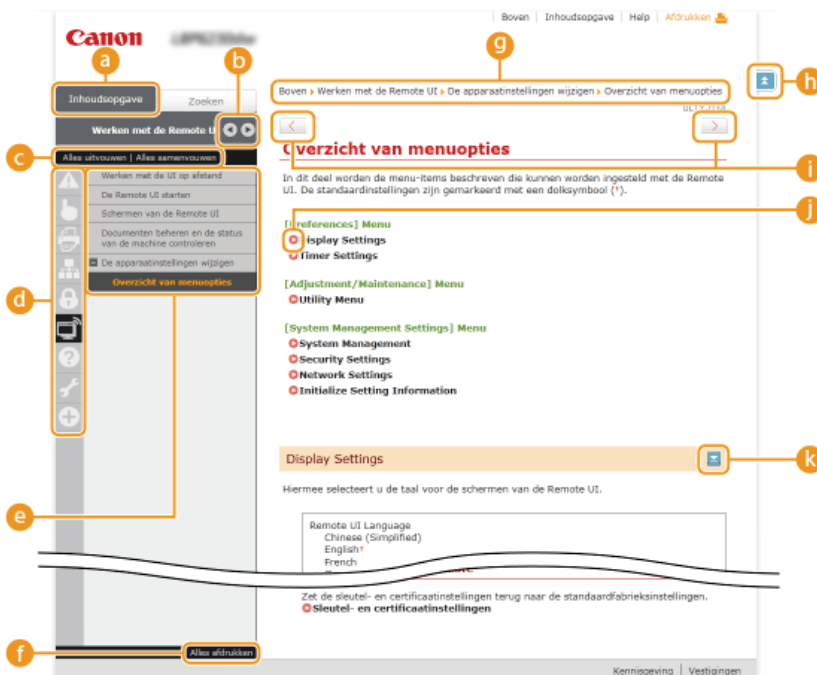 Boven | Inhoudsopgave | Help | Afdrukken
Canon
a
b
g
h
Inhoudsopgave
Zoeken
Boven ▸ Werken met de Remote UI ▸ De apparaatinstellingen wijzigen ▸ Overzicht van menuopties
Werken met de Remote U
c
Alles uitvouwen | Alles samenvouwen
Overzicht van menuopties
i
Werken met de UI op afstand
De Remote UI starten
Schermen van de Remote UI
Documenten beheren en de status
van de machine controleren
De apparaatinstellingen wijzigen
Overzicht van menuopties
d
e
In dit deel worden de menu-items beschreven die kunnen worden ingesteld met de Remote
UI. De standaardinstellingen zijn gemarkeerd met een dolksymbool (†).
j
[Preferences] Menu
Display Settings
Timer Settings
[Adjustment/Maintenance] Menu
Utility Menu
[System Management Settings] Menu
System Management
Security Settings
Network Settings
Initialize Setting Information
Display Settings
k
Hiermee selecteert u de taal voor de schermen van de Remote UI.
Remote UI Language
Chinese (Simplified)
English†
French
Zet de sleutel- en certificaatinstellingen terug naar de standaardfabrieksinstellingen.
Sleutel- en certificaatinstellingen
f
Alles afdrukken
Kennisgeving | Vestigingen